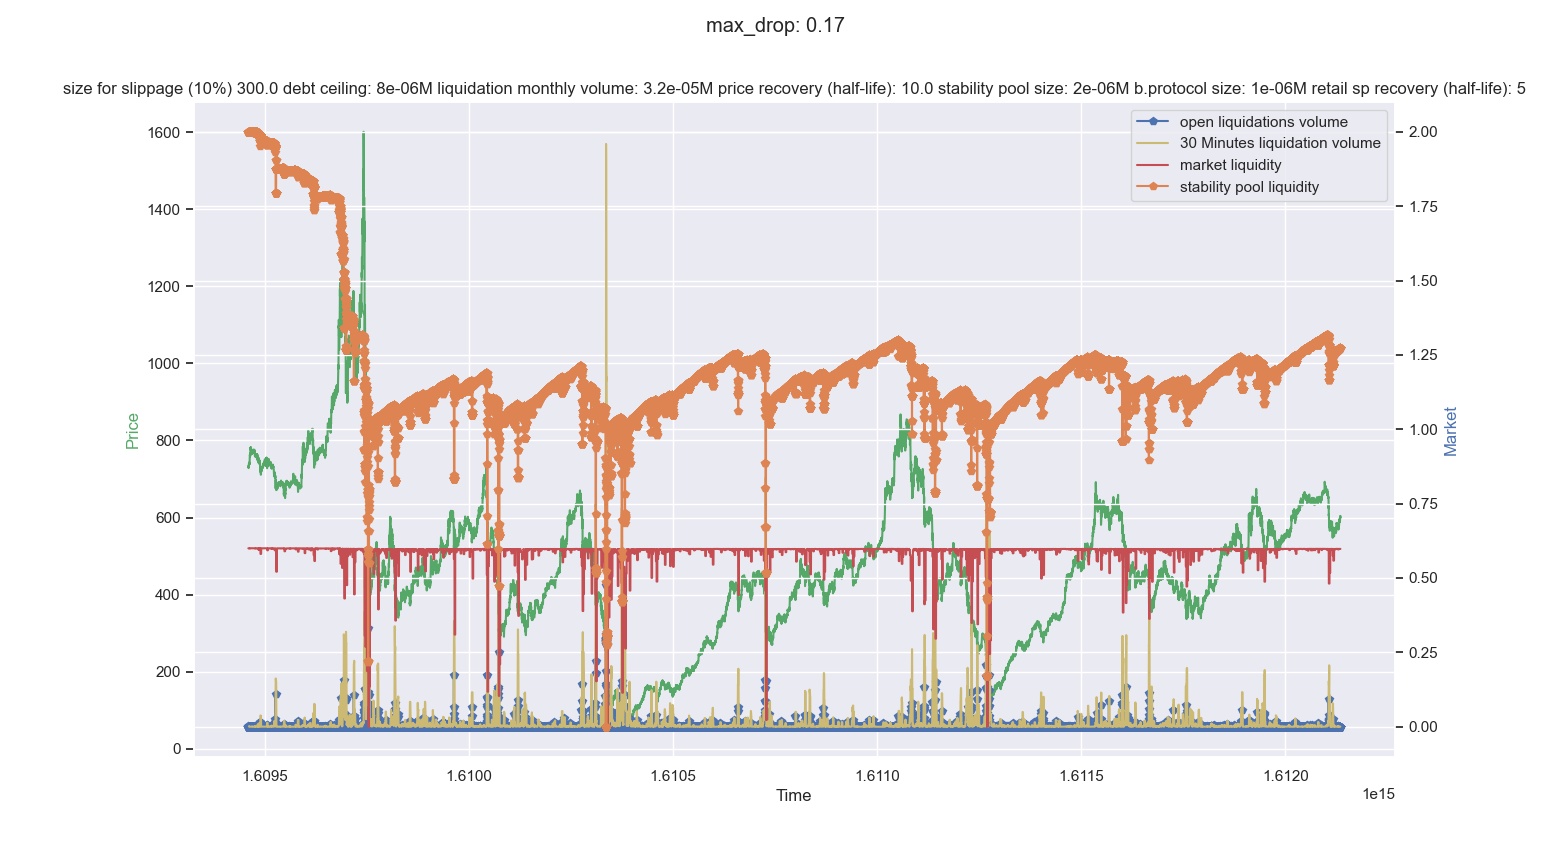 max_drop: 0.17
size for slippage (10%) 300.0 debt ceiling: 8e-06M liquidation monthly volume: 3.2e-05M price recovery (half-life): 10.0 stability pool size: 2e-06M b.protocol size: 1e-06M retail sp recovery (half-life): 5
open liquidations volume
30 Minutes liquidation volume
market liquidity
stability pool liquidity
1600
1400
1200
1000
800
600
400
200
0
Price
2.00
1.75
1.50
1.25
1.00
0.75
0.50
0.25
0.00
Market
1.6095 1.6100 1.6105 1.6110 1.6115 1.6120
Time
1e15